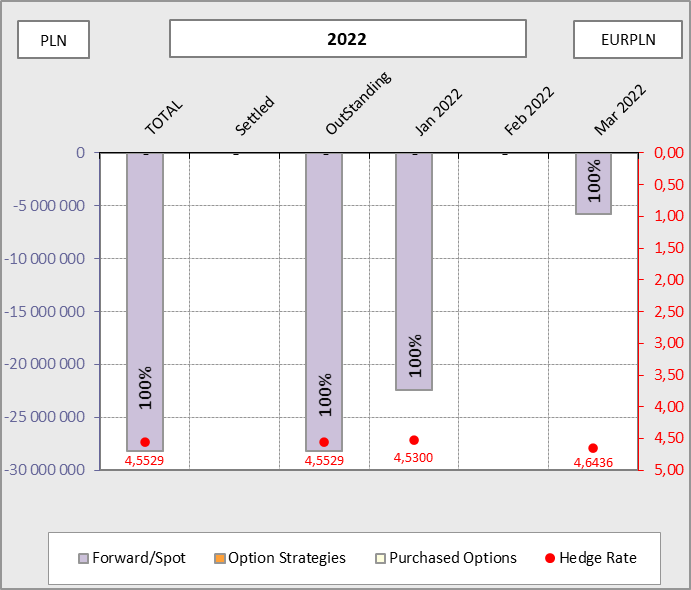 PLN
2022
EURPLN
TOTAL
Settled
OutStanding
Jan 2022
Feb 2022
Mar 2022
0
-5 000 000
-10 000 000
-15 000 000
-20 000 000
-25 000 000
-30 000 000
0,00
0,50
1,00
1,50
2,00
2,50
3,00
3,50
4,00
4,50
5,00
100%
100%
100%
100%
4,5529
4,5529
4,5300
4,6436
Forward/Spot
Option Strategies
Purchased Options
Hedge Rate